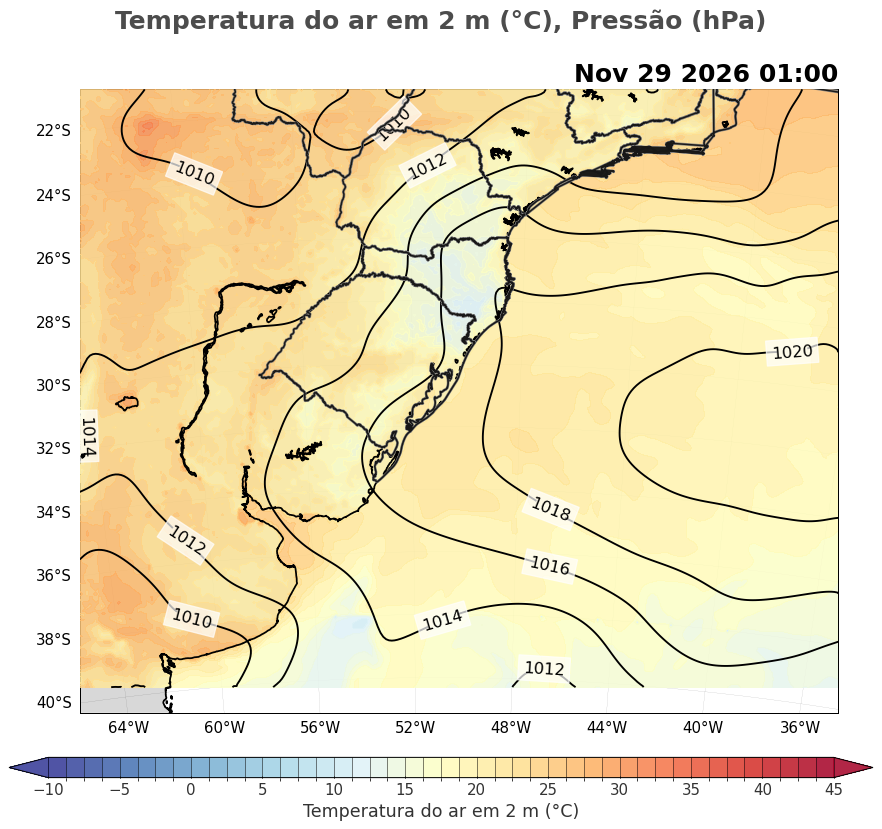 Temperatura do ar em 2 m (°C), Pressão (hPa)
Nov 29 2026 01:00
22°S
24°S
26°S
28°S
30°S
32°S
34°S
36°S
38°S
40°S
1010
1010
1012
1020
1014
1018
1012
1016
1010
1014
1012
64°W 60°W 56°W 52°W 48°W 44°W 40°W 36°W
−10 −5 0 5 10 15 20 25 30 35 40 45
Temperatura do ar em 2 m (°C)